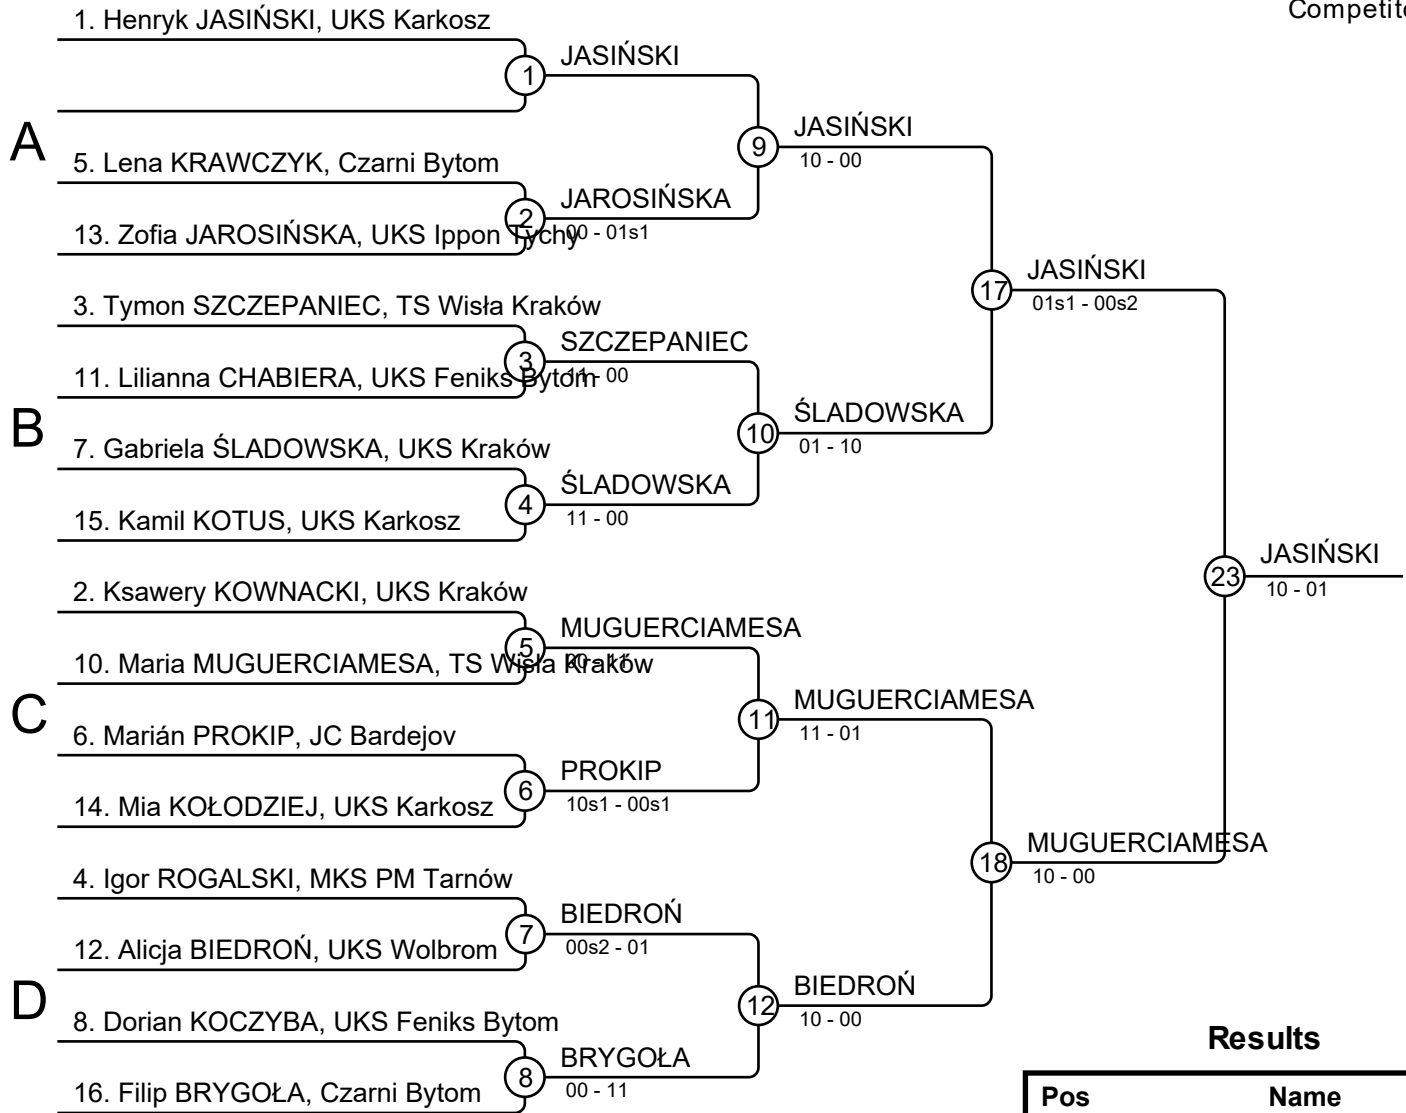 Competito
1. Henryk JASIŃSKI, UKS Karkosz
1
JASIŃSKI
A
5. Lena KRAWCZYK, Czarni Bytom
13. Zofia JAROSIŃSKA, UKS Ippon Tychy
2
JAROSIŃSKA
00 - 01s1
9
JASIŃSKI
10 - 00
3. Tymon SZCZEPANIEC, TS Wisła Kraków
11. Lilianna CHABIERA, UKS Feniks Bytom
3
SZCZEPANIEC
11 - 00
B
7. Gabriela ŚLADOWSKA, UKS Kraków
15. Kamil KOTUS, UKS Karkosz
4
ŚLADOWSKA
11 - 00
10
ŚLADOWSKA
01 - 10
17
JASIŃSKI
01s1 - 00s2
2. Ksawery KOWNACKI, UKS Kraków
10. Maria MUGUERCIAMESA, TS Wisła Kraków
5
MUGUERCIAMESA
00 - 11
C
6. Marián PROKIP, JC Bardejov
14. Mia KOŁODZIEJ, UKS Karkosz
6
PROKIP
10s1 - 00s1
11
MUGUERCIAMESA
11 - 01
4. Igor ROGALSKI, MKS PM Tarnów
12. Alicja BIEDROŃ, UKS Wolbrom
7
BIEDROŃ
00s2 - 01
D
8. Dorian KOCZYBA, UKS Feniks Bytom
16. Filip BRYGOŁA, Czarni Bytom
8
BRYGOŁA
00 - 11
12
BIEDROŃ
10 - 00
18
MUGUERCIAMESA
10 - 00
23
JASIŃSKI
10 - 01
Results
Pos Name